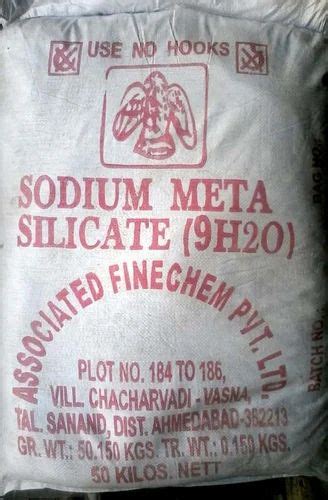 USE NO HOOKS
SODIUM META
SILICATE (9H2O)
ASSOCIATED FINECHEM PVT. LTD.
PLOT NO. 184 TO 186,
VILL. CHACHARVADI -VASNA,
TAL. SANAND, DIST. AHMEDABAD-382213
GR. WT.: 50.150 KGS. TR. WT.: 0.150 KGS.
50 KILOS. NETT
BAG NO.
BATCH NO.